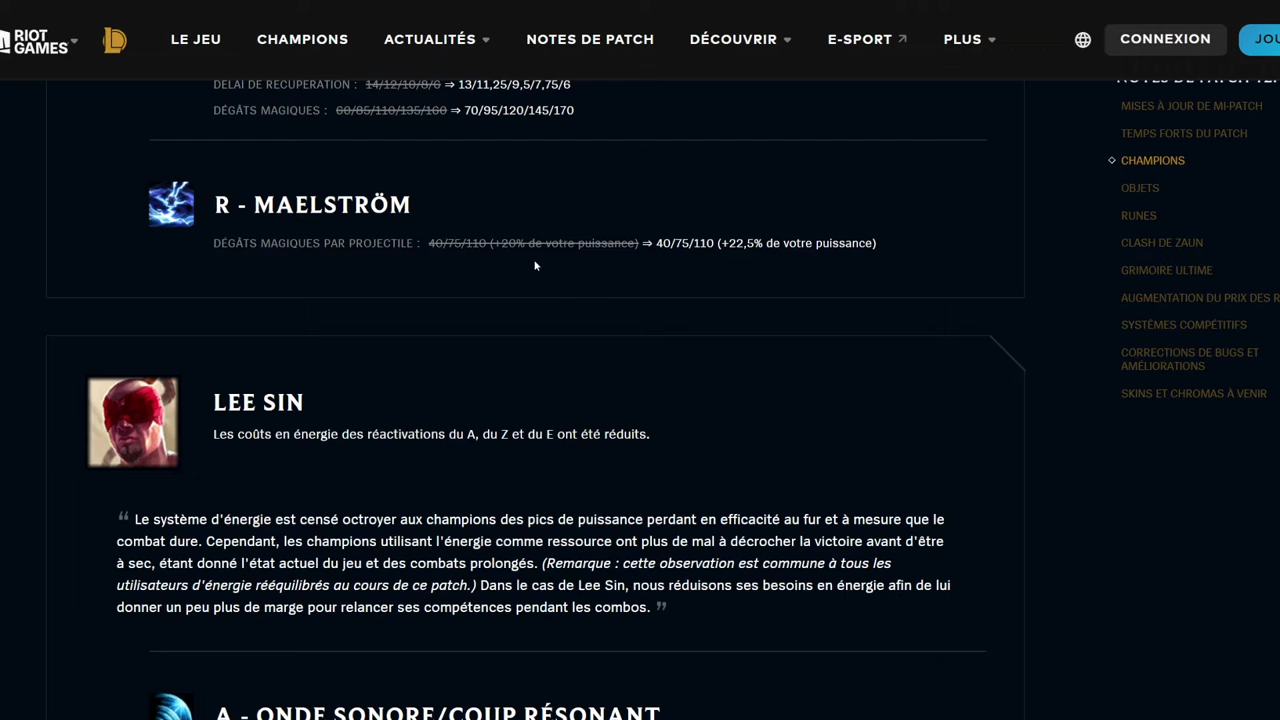 RIOT GAMES
LE JEU
CHAMPIONS
ACTUALITÉS
NOTES DE PATCH
DÉCOUVRIR
E-SPORT
PLUS
CONNEXION
JOU
DÉLAI DE RÉCUPÉRATION : 14/12/10/8/6 ⇒ 13/11,25/9,5/7,75/6
DÉGÂTS MAGIQUES : 60/85/110/135/160 ⇒ 70/95/120/145/170
R - MAELSTRÖM
DÉGÂTS MAGIQUES PAR PROJECTILE : 40/75/110 (+20% de votre puissance) ⇒ 40/75/110 (+22,5% de votre puissance)
LEE SIN
Les coûts en énergie des réactivations du A, du Z et du E ont été réduits.
“ Le système d'énergie est censé octroyer aux champions des pics de puissance perdant en efficacité au fur et à mesure que le
combat dure. Cependant, les champions utilisant l'énergie comme ressource ont plus de mal à décrocher la victoire avant d'être
à sec, étant donné l'état actuel du jeu et des combats prolongés. (Remarque : cette observation est commune à tous les
utilisateurs d'énergie rééquilibrés au cours de ce patch.) Dans le cas de Lee Sin, nous réduisons ses besoins en énergie afin de lui
donner un peu plus de marge pour relancer ses compétences pendant les combos. ”
A - ONDE SONORE/COUP RÉSONANT
NOTES DE PATCH
MISES À JOUR DE MI-PATCH
TEMPS FORTS DU PATCH
CHAMPIONS
OBJETS
RUNES
CLASH DE ZAUN
GRIMOIRE ULTIME
AUGMENTATION DU PRIX DES R
SYSTÈMES COMPÉTITIFS
CORRECTIONS DE BUGS ET
AMÉLIORATIONS
SKINS ET CHROMAS À VENIR